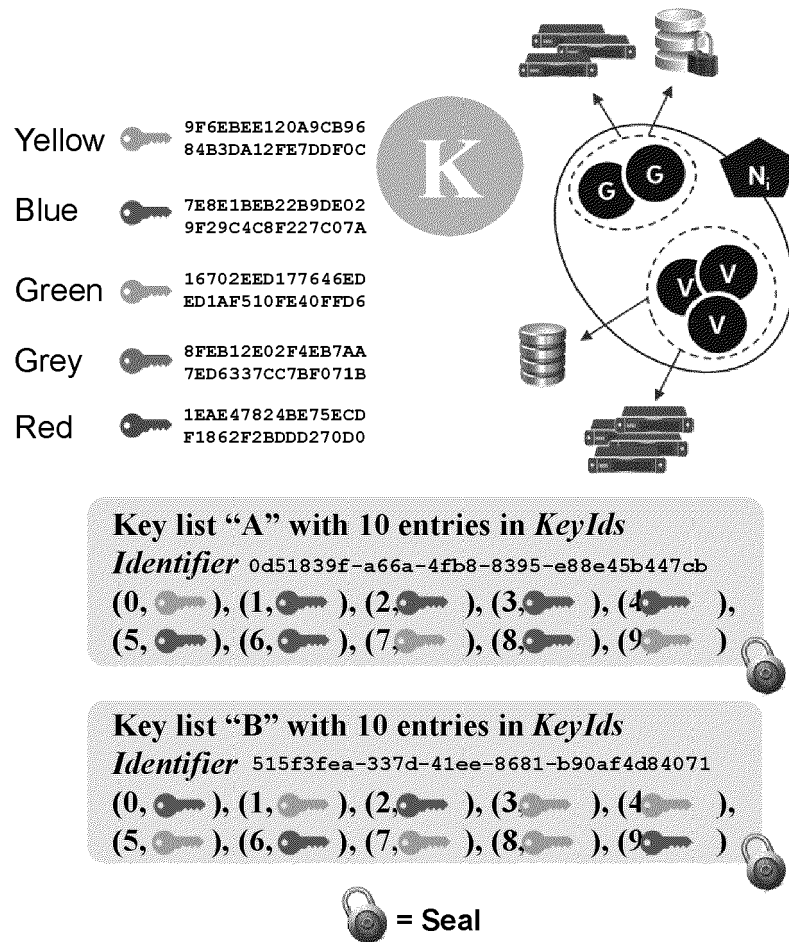 Yellow 9F6EBEE120A9CB96
84B3DA12FE7DDF0C
K
Blue 7E8E1BEB22B9DE02
9F29C4C8F227C07A
Green 16702EED177646ED
ED1AF510FE40FFD6
Grey 8FEB12E02F4EB7AA
7ED6337CC7BF071B
Red 1EAE47824BE75ECD
F1862F2BDDD270D0
G G
Ni
V V
V
Key list “A” with 10 entries in KeyIds
Identifier 0d51839f-a66a-4fb8-8395-e88e45b447cb
(0, ), (1, ), (2, ), (3, ), (4 ),
(5, ), (6, ), (7, ), (8, ), (9 )
Key list “B” with 10 entries in KeyIds
Identifier 515f3fea-337d-41ee-8681-b90af4d84071
(0, ), (1, ), (2, ), (3, ), (4 ),
(5, ), (6, ), (7, ), (8, ), (9 )
= Seal